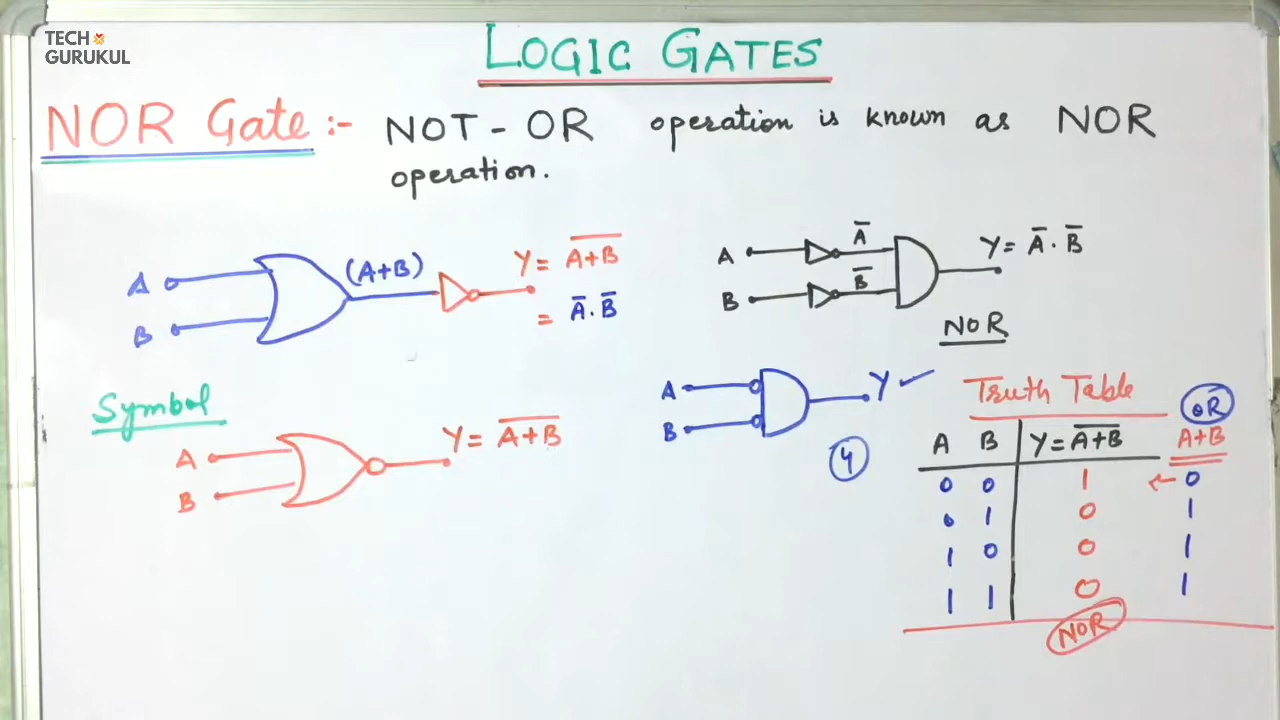 TECH
GURUKUL
LOGIC GATES
NOR Gate :- NOT - OR operation is known as NOR
operation.
A
B
(A+B)
Y = A̅+̅B̅
= A̅ . B̅
A
B
A̅
B̅
Y = A̅ . B̅
NOR
Symbol
A
B
Y = A̅+̅B̅
A
B
Y ✓
4
Truth Table
OR
A B Y = A̅+̅B̅ A+B
0 0 1 ← 0
0 1 0 1
1 0 0 1
1 1 0 1
NOR